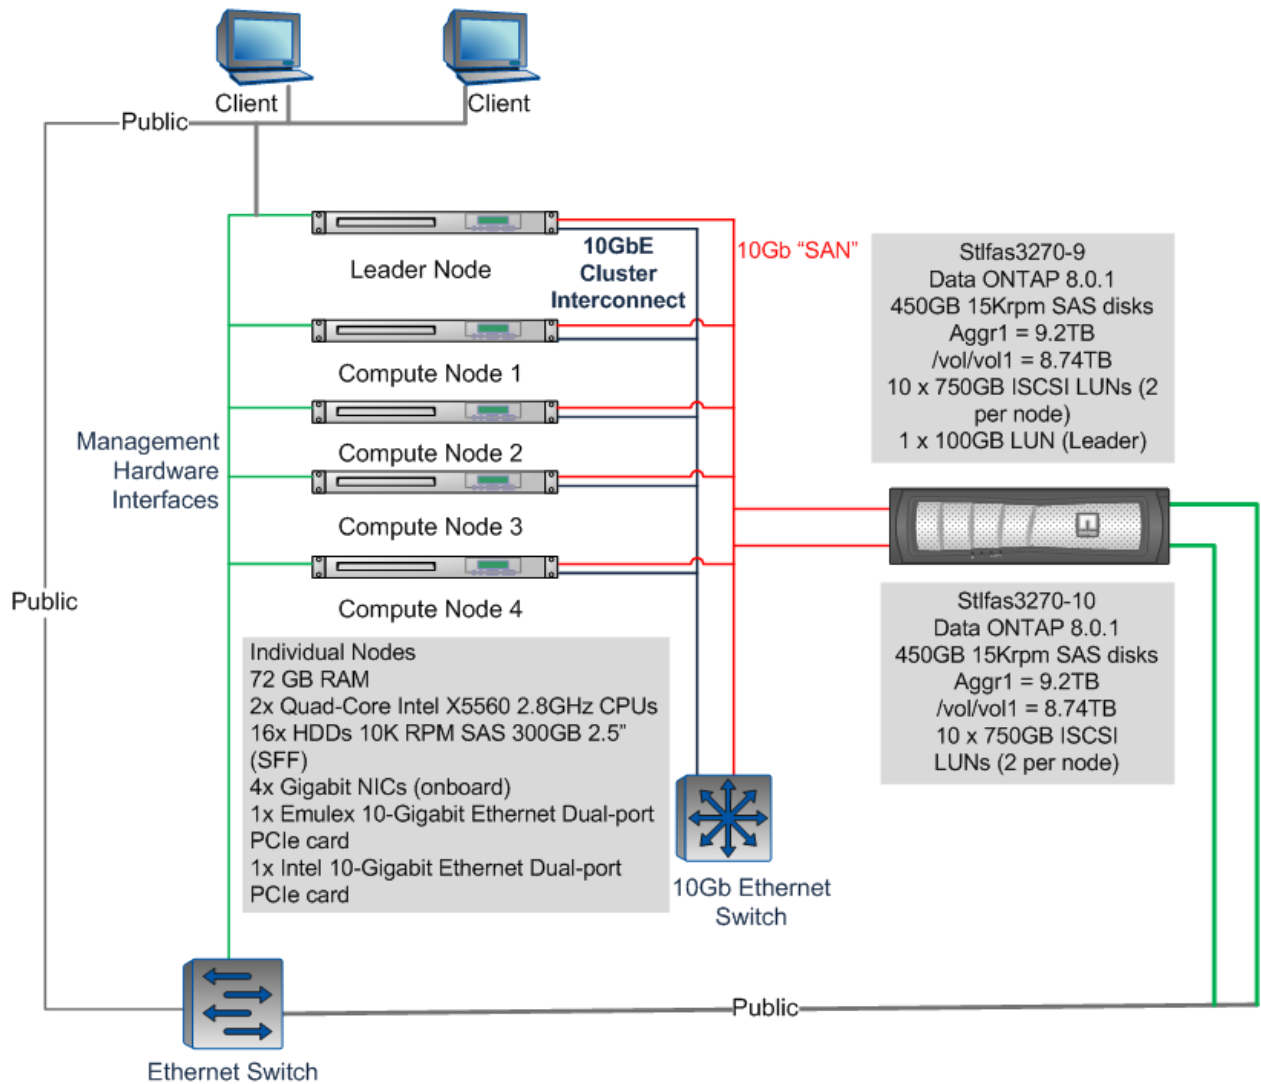 Client
Client
Public
10GbE
Cluster
Interconnect
10Gb “SAN”
Leader Node
Compute Node 1
Compute Node 2
Compute Node 3
Compute Node 4
Management
Hardware
Interfaces
Public
Stlfas3270-9
Data ONTAP 8.0.1
450GB 15Krpm SAS disks
Aggr1 = 9.2TB
/vol/vol1 = 8.74TB
10 x 750GB ISCSI LUNs (2
per node)
1 x 100GB LUN (Leader)
Stlfas3270-10
Data ONTAP 8.0.1
450GB 15Krpm SAS disks
Aggr1 = 9.2TB
/vol/vol1 = 8.74TB
10 x 750GB ISCSI
LUNs (2 per node)
Individual Nodes
72 GB RAM
2x Quad-Core Intel X5560 2.8GHz CPUs
16x HDDs 10K RPM SAS 300GB 2.5”
(SFF)
4x Gigabit NICs (onboard)
1x Emulex 10-Gigabit Ethernet Dual-port
PCIe card
1x Intel 10-Gigabit Ethernet Dual-port
PCIe card
10Gb Ethernet
Switch
Public
Ethernet Switch